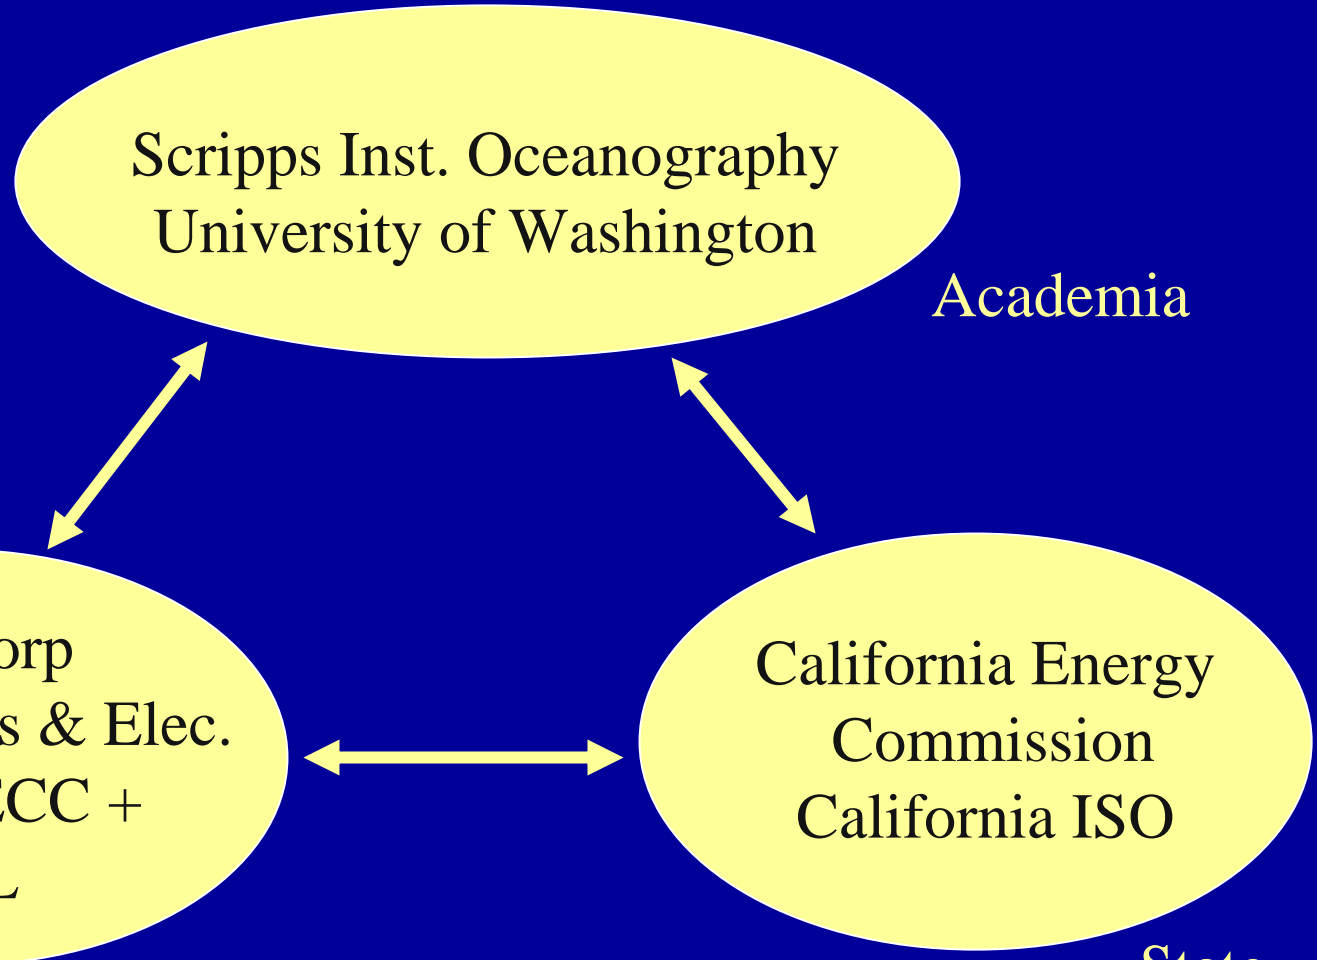 Scripps Inst. Oceanography
University of Washington
Academia
orp
s & Elec.
CC +
California Energy
Commission
California ISO